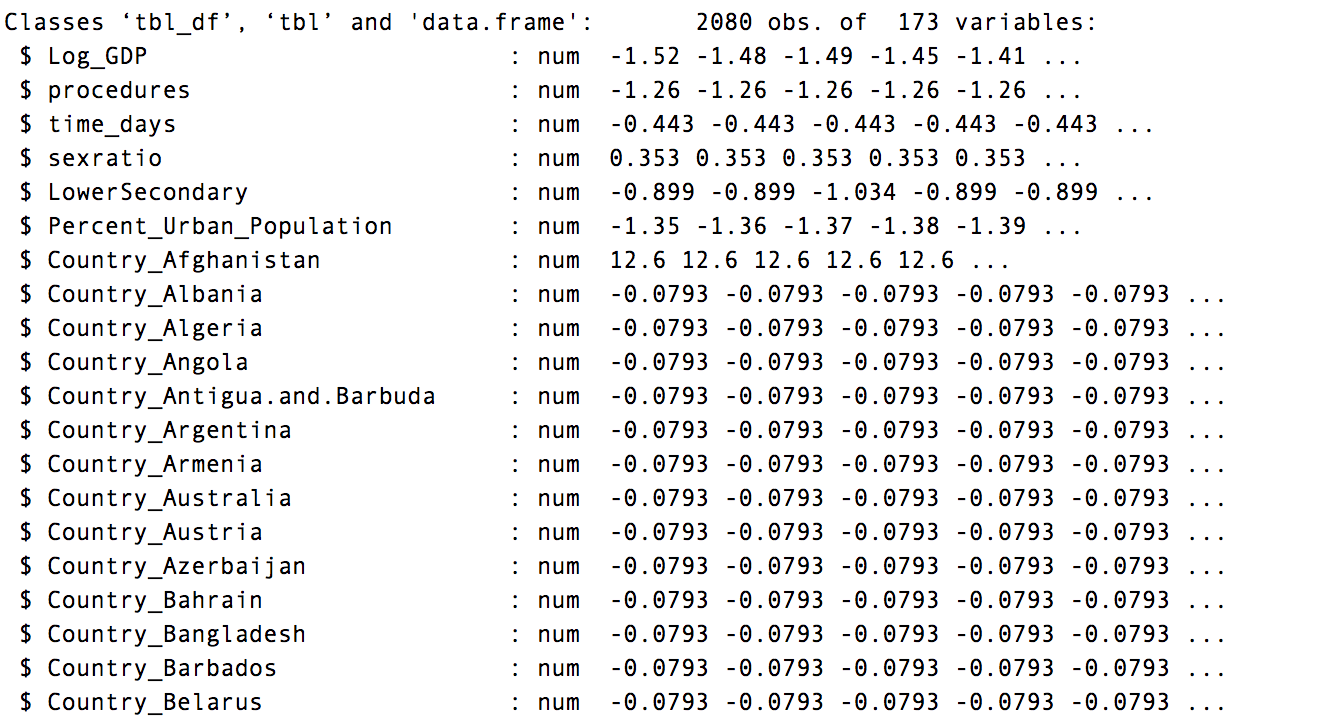 Classes ‘tbl_df’, ‘tbl’ and 'data.frame':	2080 obs. of  173 variables:
 $ Log_GDP                         : num  -1.52 -1.48 -1.49 -1.45 -1.41 ...
 $ procedures                      : num  -1.26 -1.26 -1.26 -1.26 -1.26 ...
 $ time_days                       : num  -0.443 -0.443 -0.443 -0.443 -0.443 ...
 $ sexratio                        : num  0.353 0.353 0.353 0.353 0.353 ...
 $ LowerSecondary                  : num  -0.899 -0.899 -1.034 -0.899 -0.899 ...
 $ Percent_Urban_Population        : num  -1.35 -1.36 -1.37 -1.38 -1.39 ...
 $ Country_Afghanistan             : num  12.6 12.6 12.6 12.6 12.6 ...
 $ Country_Albania                 : num  -0.0793 -0.0793 -0.0793 -0.0793 -0.0793 ...
 $ Country_Algeria                 : num  -0.0793 -0.0793 -0.0793 -0.0793 -0.0793 ...
 $ Country_Angola                  : num  -0.0793 -0.0793 -0.0793 -0.0793 -0.0793 ...
 $ Country_Antigua.and.Barbuda     : num  -0.0793 -0.0793 -0.0793 -0.0793 -0.0793 ...
 $ Country_Argentina               : num  -0.0793 -0.0793 -0.0793 -0.0793 -0.0793 ...
 $ Country_Armenia                 : num  -0.0793 -0.0793 -0.0793 -0.0793 -0.0793 ...
 $ Country_Australia               : num  -0.0793 -0.0793 -0.0793 -0.0793 -0.0793 ...
 $ Country_Austria                 : num  -0.0793 -0.0793 -0.0793 -0.0793 -0.0793 ...
 $ Country_Azerbaijan              : num  -0.0793 -0.0793 -0.0793 -0.0793 -0.0793 ...
 $ Country_Bahrain                 : num  -0.0793 -0.0793 -0.0793 -0.0793 -0.0793 ...
 $ Country_Bangladesh              : num  -0.0793 -0.0793 -0.0793 -0.0793 -0.0793 ...
 $ Country_Barbados                : num  -0.0793 -0.0793 -0.0793 -0.0793 -0.0793 ...
 $ Country_Belarus                 : num  -0.0793 -0.0793 -0.0793 -0.0793 -0.0793 ...